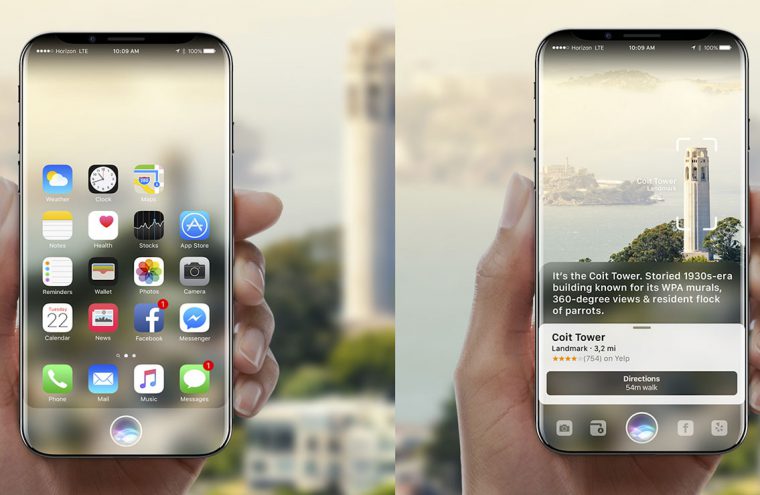 Horizon LTE
10:09 AM
100%
Weather
Clock
Maps
Notes
Health
Stocks
App Store
Reminders
Wallet
Photos
Camera
Tuesday
22
1
Calendar
News
Facebook
Messenger
1
Phone
Mail
Music
Messages
Horizon LTE
10:09 AM
100%
Coit Tower
Landmark
It's the Coit Tower. Storied 1930s-era
building known for its WPA murals,
360-degree views & resident flock
of parrots.
Coit Tower
Landmark · 3,2 mi
(754) on Yelp
Directions
54m walk